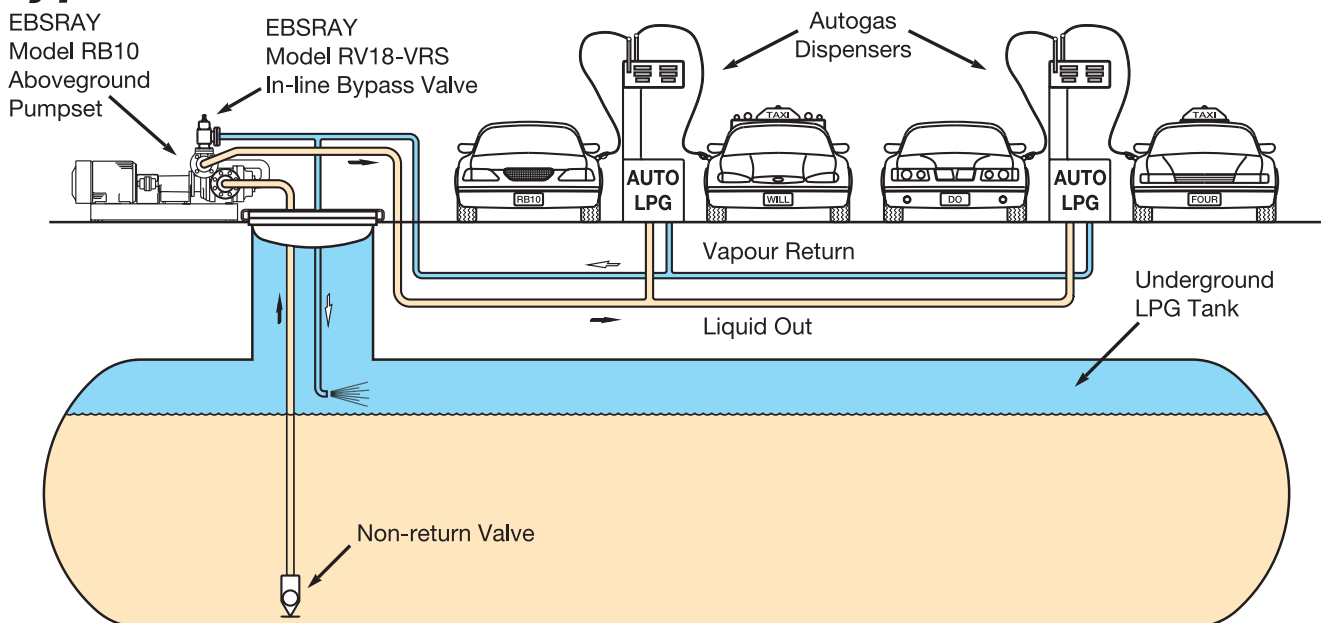 EBSRAY
Model RB10
Aboveground
Pumpset
EBSRAY
Model RV18-VRS
In-line Bypass Valve
Autogas
Dispensers
TAXI
TAXI
AUTO
LPG
AUTO
LPG
RB10
WILL
DO
FOUR
Vapour Return
Liquid Out
Underground
LPG Tank
Non-return Valve